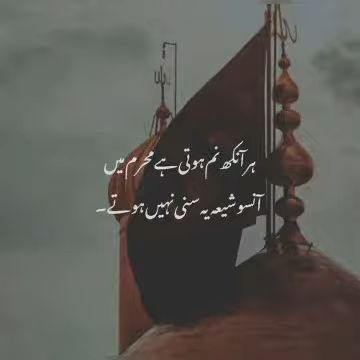 ہر آنکھ نم ہوتی ہے محرم میں
آنسو شیعہ یہ سنی نہیں ہوتے۔